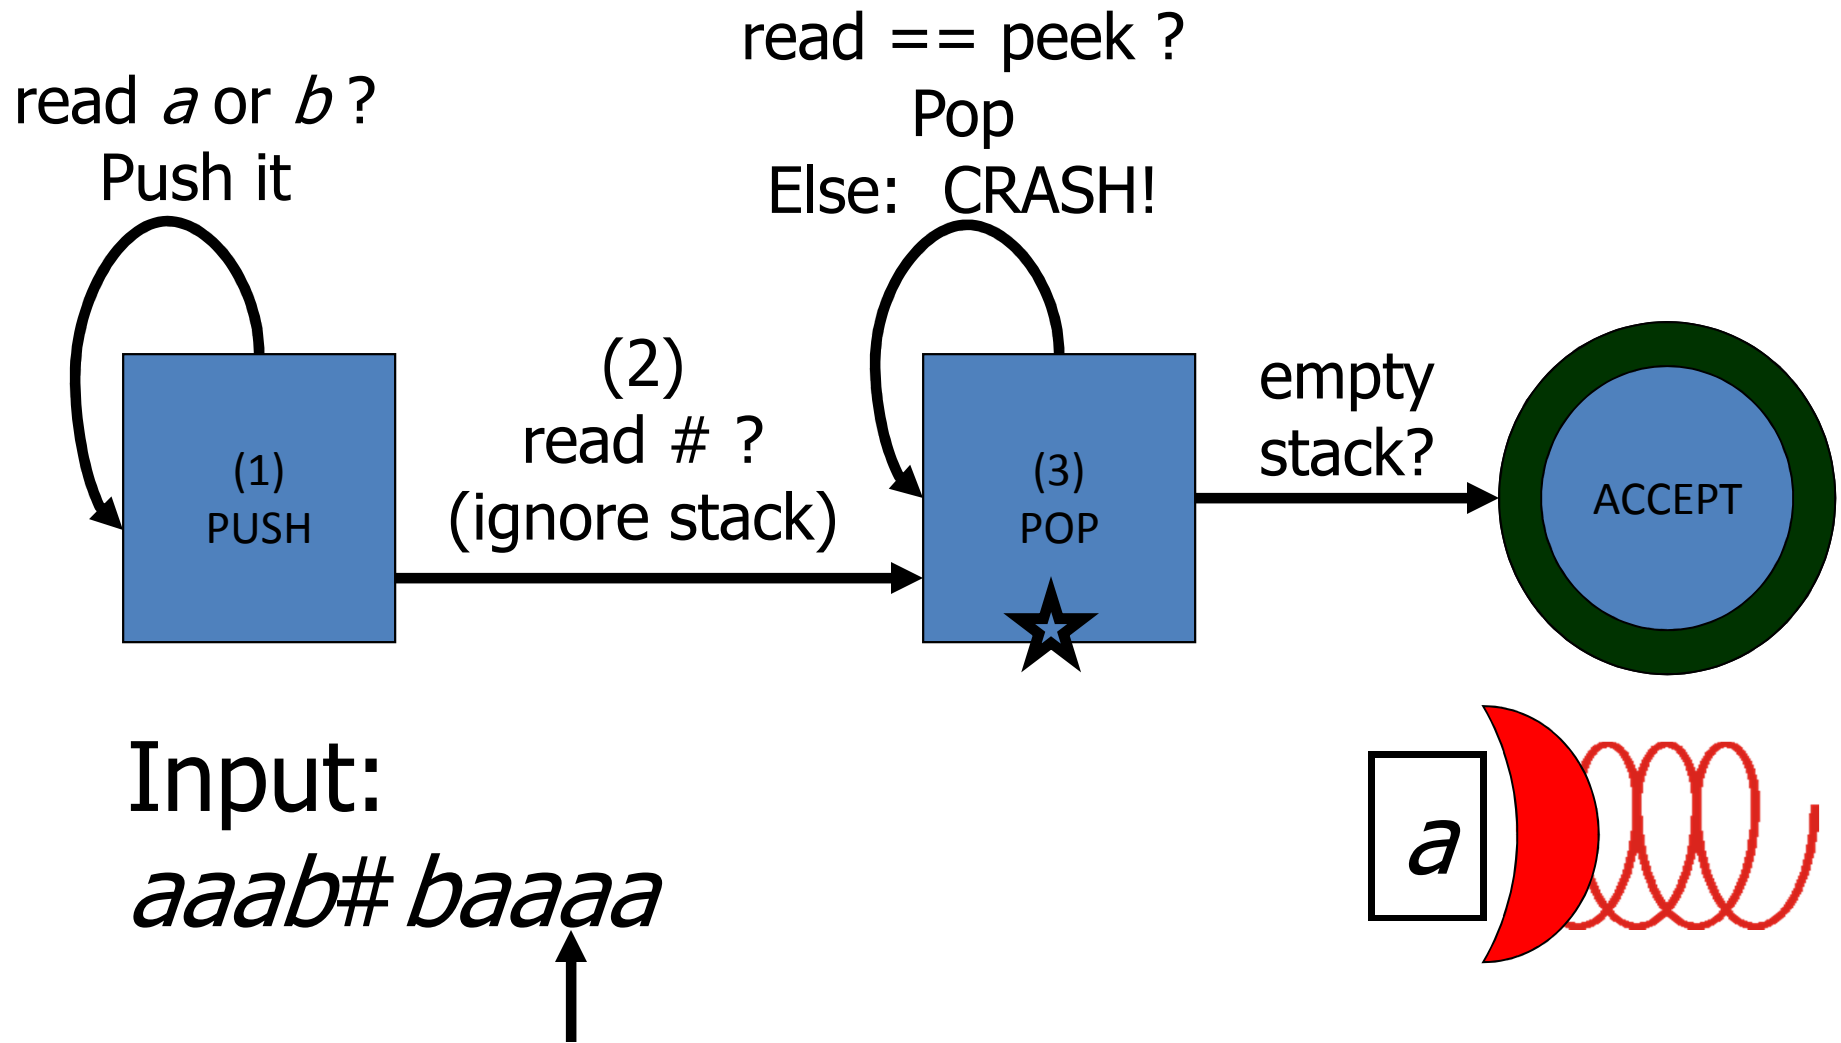 read == peek ?
Pop
Else: CRASH!
read a or b ?
Push it
(2)
read # ?
(ignore stack)
empty
stack?
(1)
PUSH
(3)
POP
ACCEPT
Input:
aaab#baaaa
a